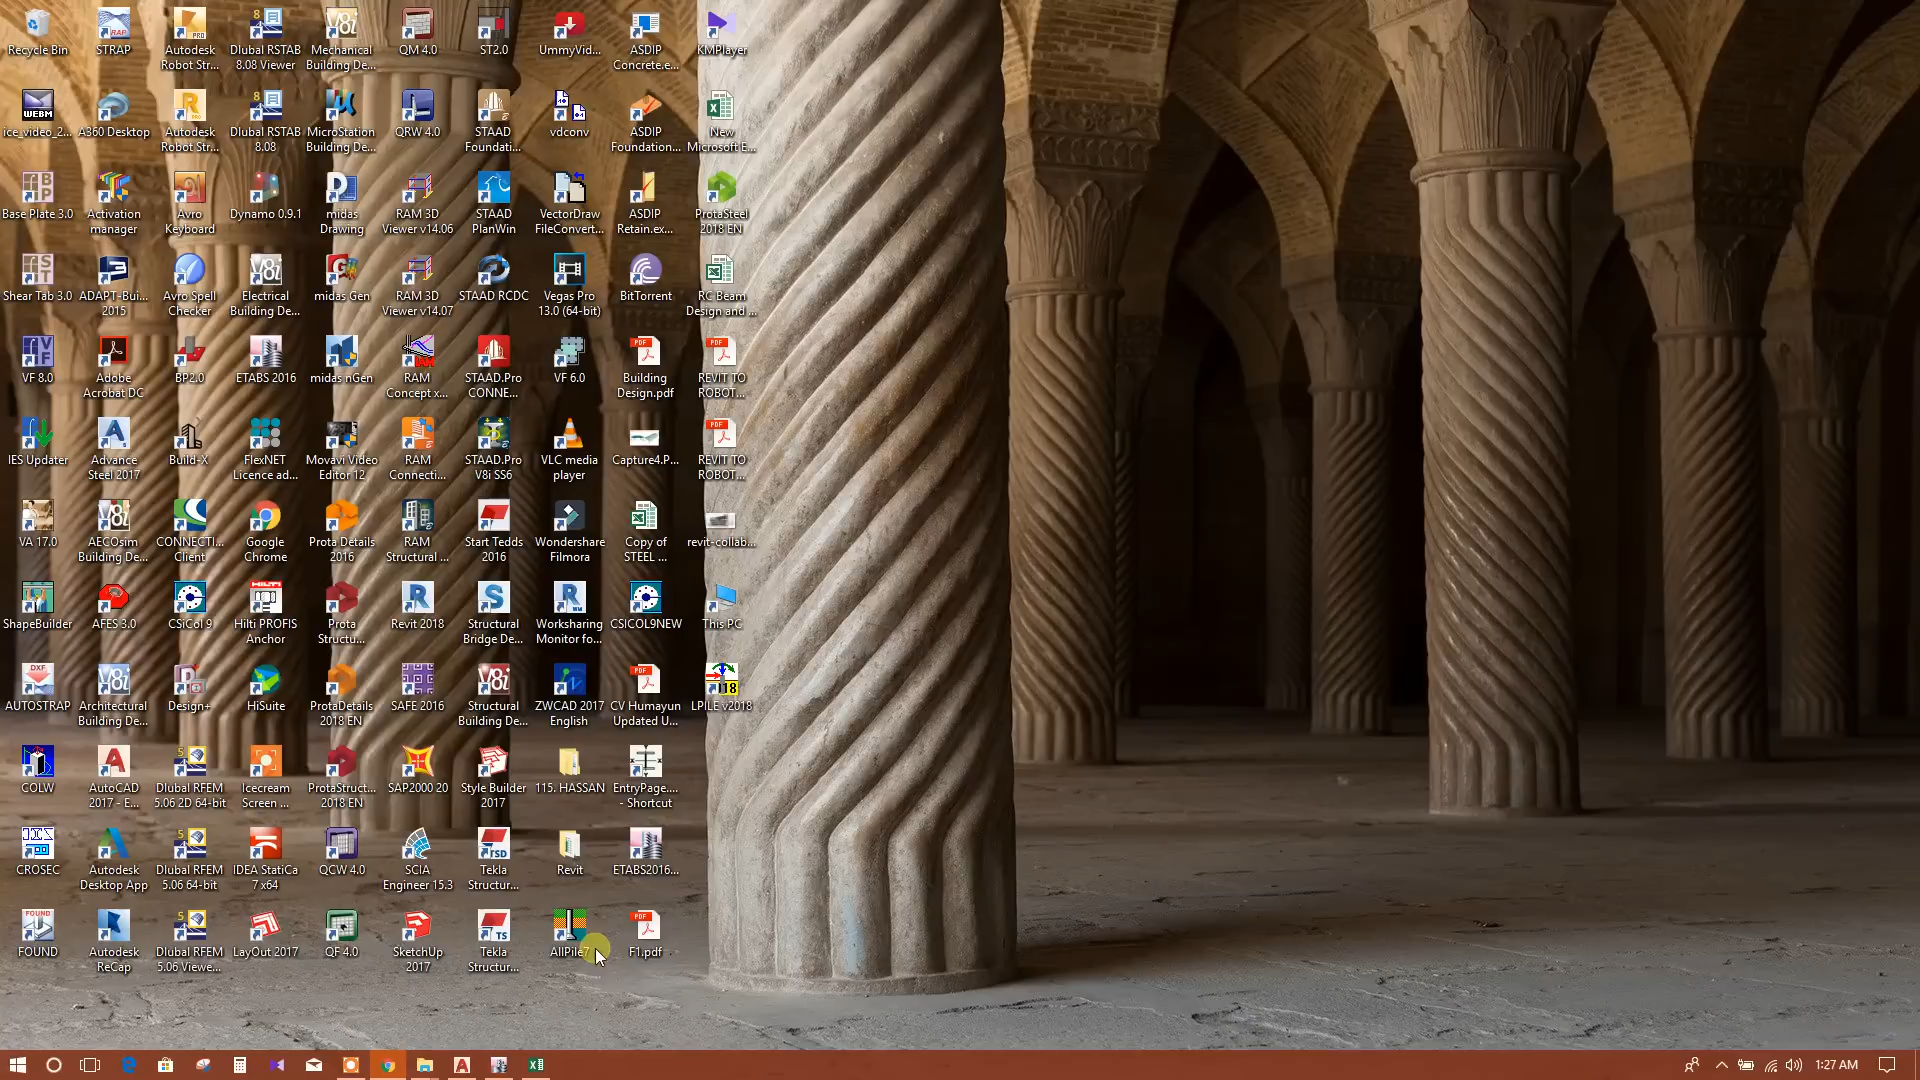 Recycle Bin
STRAP
Autodesk
Robot Str...
Dlubal RSTAB
8.08 Viewer
Mechanical
Building De...
QM 4.0
ST2.0
UmmyVid...
ASDIP
Concrete.e...
KMPlayer
ice_video_2...
A360 Desktop
Autodesk
Robot Str...
Dlubal RSTAB
8.08
MicroStation
Building De...
QRW 4.0
STAAD
Foundati...
vdconv
ASDIP
Foundation...
New
Microsoft E...
Base Plate 3.0
Activation
manager
Avro
Keyboard
Dynamo 0.9.1
midas
Drawing
RAM 3D
Viewer v14.06
STAAD
PlanWin
VectorDraw
FileConvert...
ASDIP
Retain.ex...
ProtaSteel
2018 EN
Shear Tab 3.0
ADAPT-Bui...
2015
Avro Spell
Checker
Electrical
Building De...
midas Gen
RAM 3D
Viewer v14.07
STAAD RCDC
Vegas Pro
13.0 (64-bit)
BitTorrent
RC Beam
Design and ...
VF 8.0
Adobe
Acrobat DC
BP2.0
ETABS 2016
midas nGen
RAM
Concept x...
STAAD.Pro
CONNE...
VF 6.0
Building
Design.pdf
REVIT TO
ROBOT...
IES Updater
Advance
Steel 2017
Build-X
FlexNET
Licence ad...
Movavi Video
Editor 12
RAM
Connecti...
STAAD.Pro
V8i SS6
VLC media
player
Capture4.P...
REVIT TO
ROBOT...
VA 17.0
AECOsim
Building De...
CONNECTI...
Client
Google
Chrome
Prota Details
2016
RAM
Structural ...
Start Tedds
2016
Wondershare
Filmora
Copy of
STEEL ...
revit-collab...
ShapeBuilder
AFES 3.0
CSiCol 9
Hilti PROFIS
Anchor
Prota
Structu...
Revit 2018
Structural
Bridge De...
Worksharing
Monitor fo...
CSICOL9NEW
This PC
AUTOSTRAP
Architectural
Building De...
Design+
HiSuite
ProtaDetails
2018 EN
SAFE 2016
Structural
Building De...
ZWCAD 2017
English
CV Humayun
Updated U...
LPILE v2018
COLW
AutoCAD
2017 - E...
Dlubal RFEM
5.06 2D 64-bit
Icecream
Screen ...
ProtaStruct...
2018 EN
SAP2000 20
Style Builder
2017
115. HASSAN
EntryPage....
- Shortcut
CROSEC
Autodesk
Desktop App
Dlubal RFEM
5.06 64-bit
IDEA StatiCa
7 x64
QCW 4.0
SCIA
Engineer 15.3
Tekla
Structur...
Revit
ETABS2016...
FOUND
Autodesk
ReCap
Dlubal RFEM
5.06 Viewe...
LayOut 2017
QF 4.0
SketchUp
2017
Tekla
Structur...
AllPile7
F1.pdf
1:27 AM